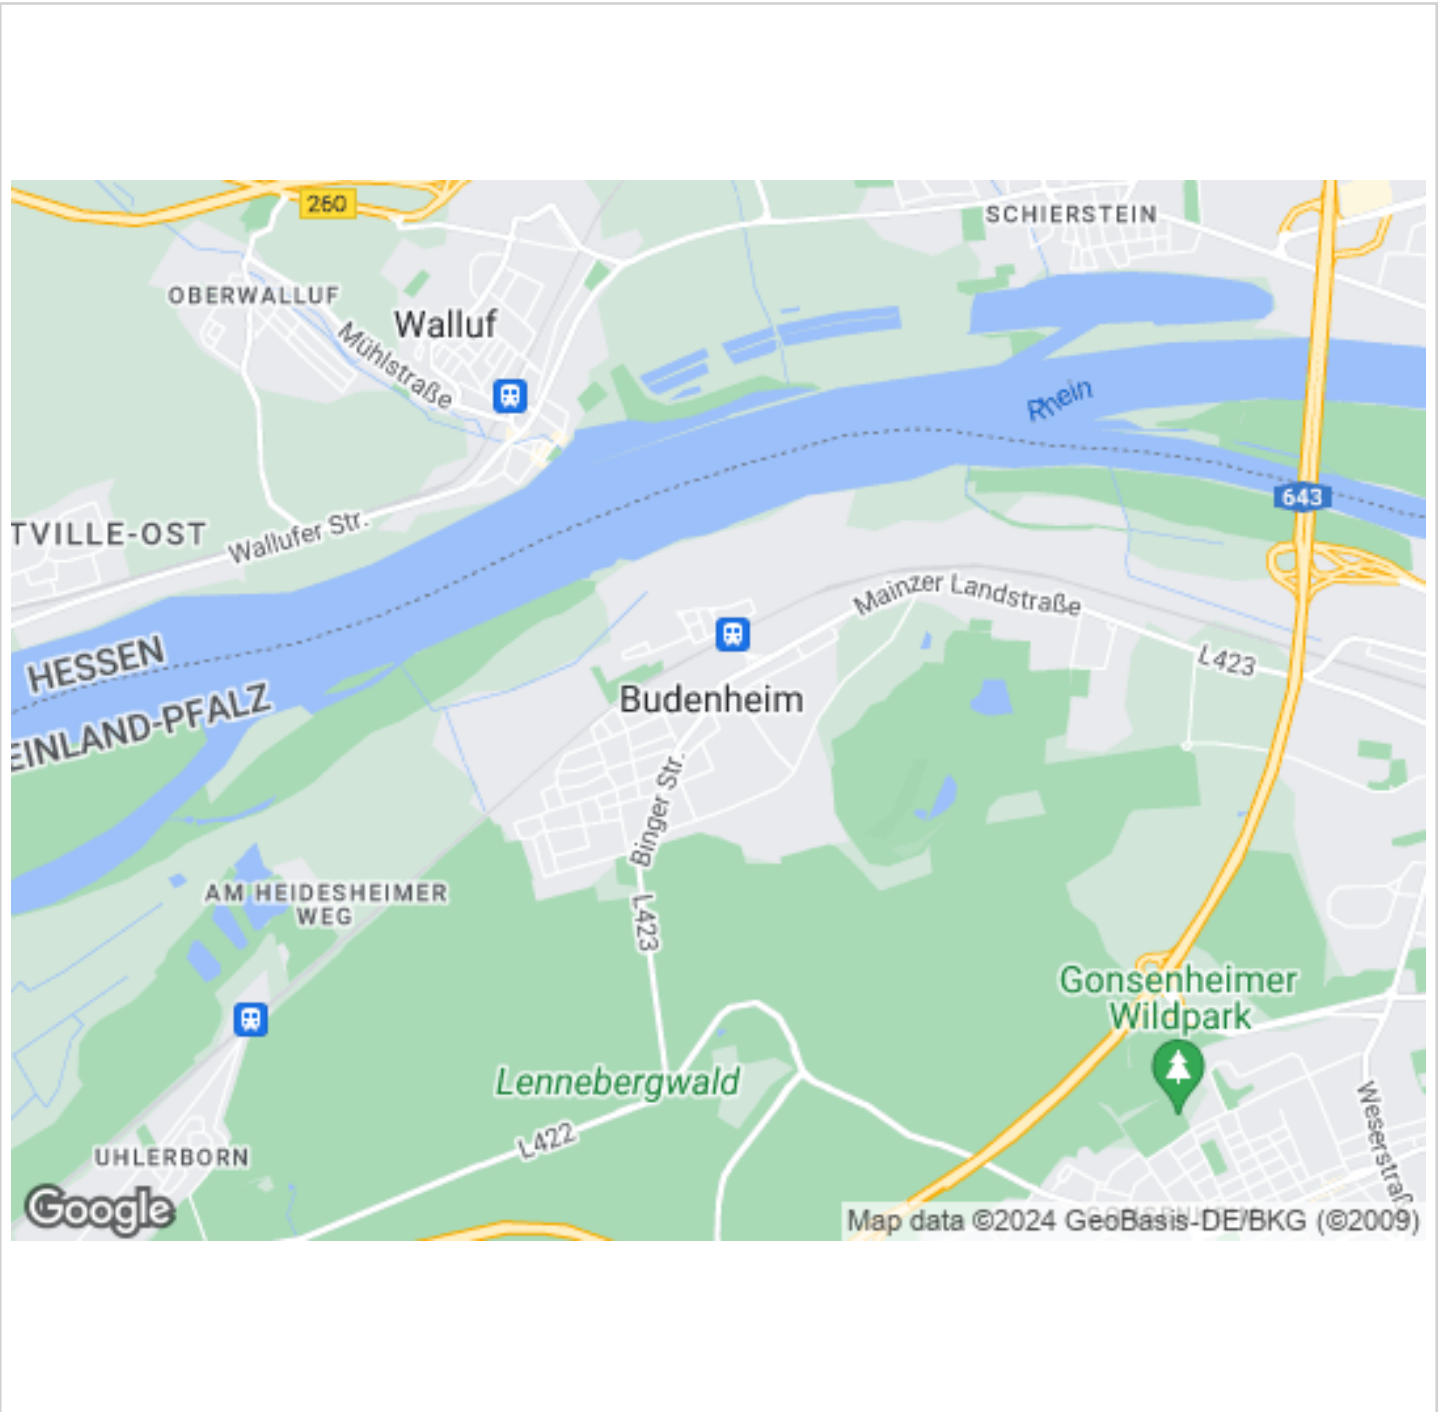 260
SCHIERSTEIN
OBERWALLUF
Walluf
Mühlstraße
Rhein
643
TVILLE-OST
Wallufer Str.
Mainzer Landstraße
HESSEN
L423
EINLAND-PFALZ
Budenheim
Binger Str.
AM HEIDESHEIMER
WEG
L423
Gonsenheimer
Wildpark
Lennebergwald
L422
Weserstraß
UHLERBORN
Google
Map data ©2024 GeoBasis-DE/BKG (©2009)